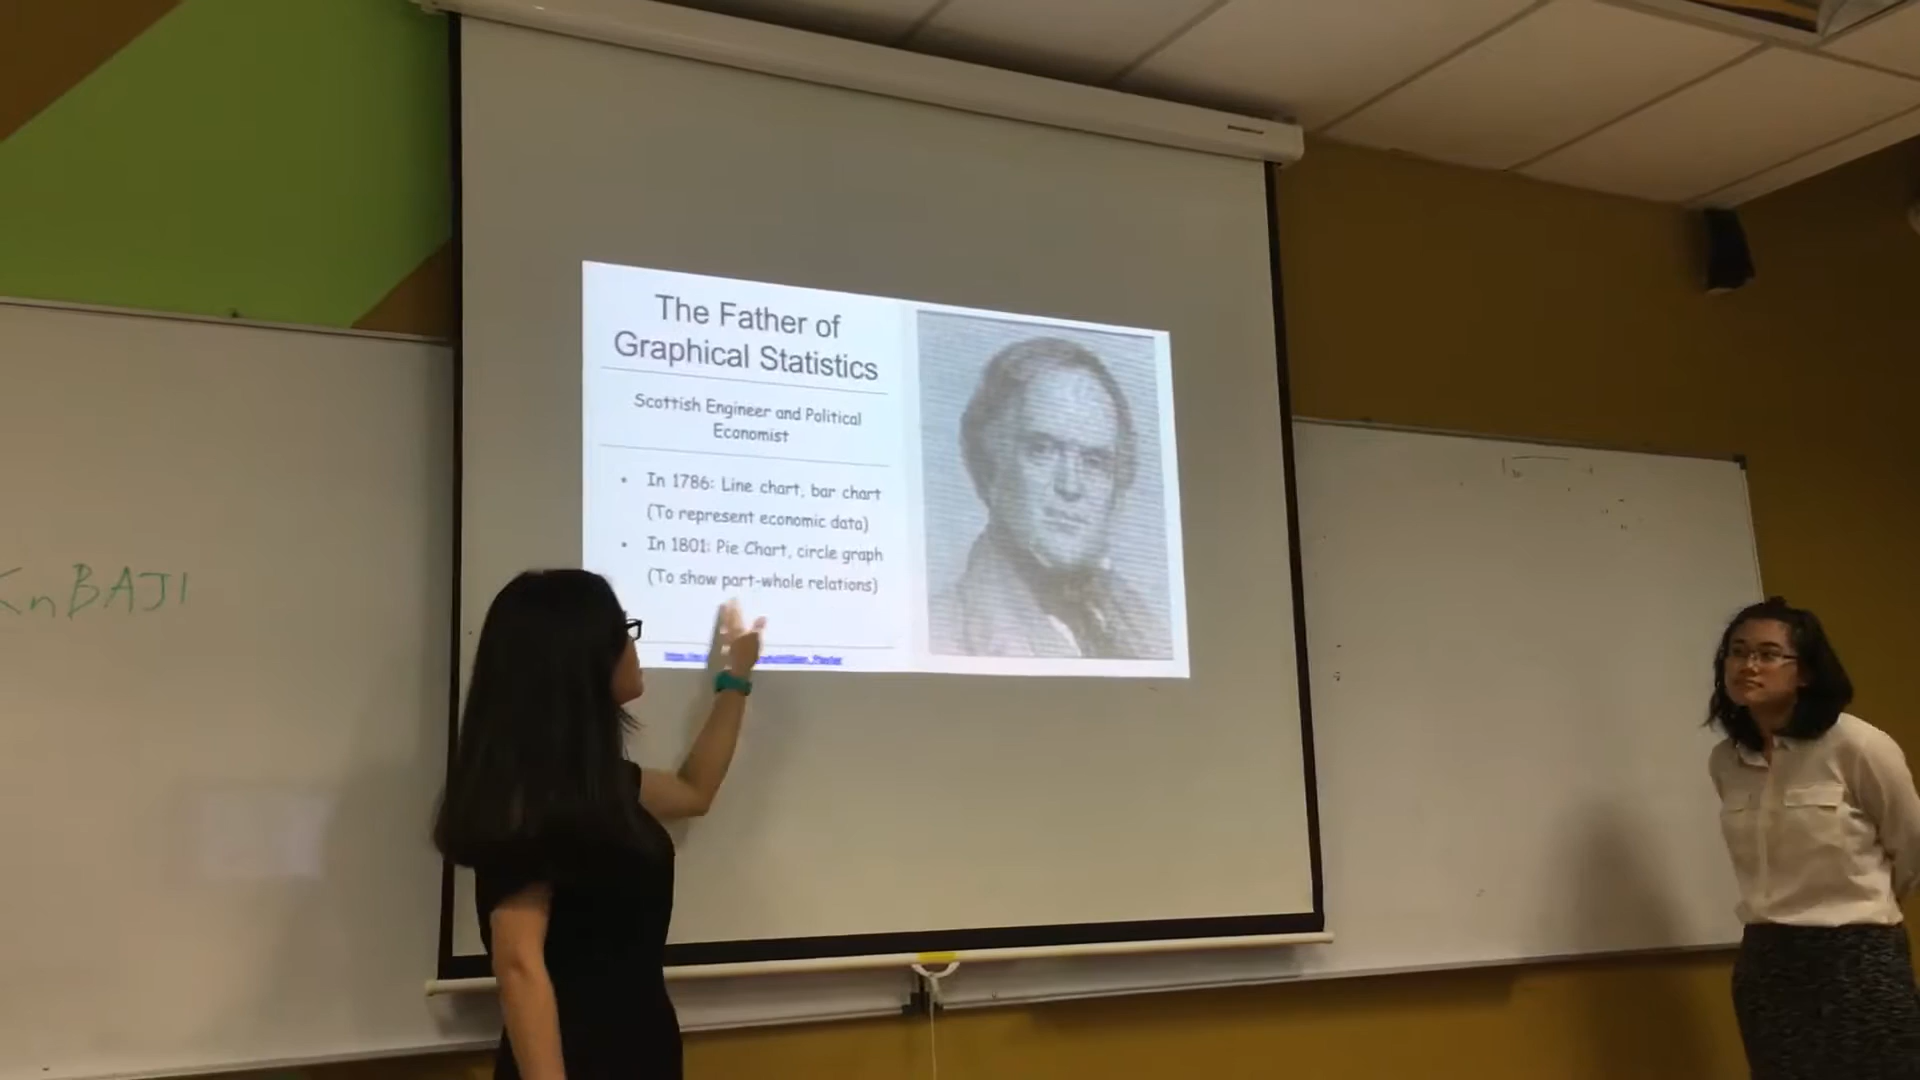 The Father of
Graphical Statistics
Scottish Engineer and Political
Economist
• In 1786: Line chart, bar chart
(To represent economic data)
• In 1801: Pie Chart, circle graph
(To show part-whole relations)
KnBAJI